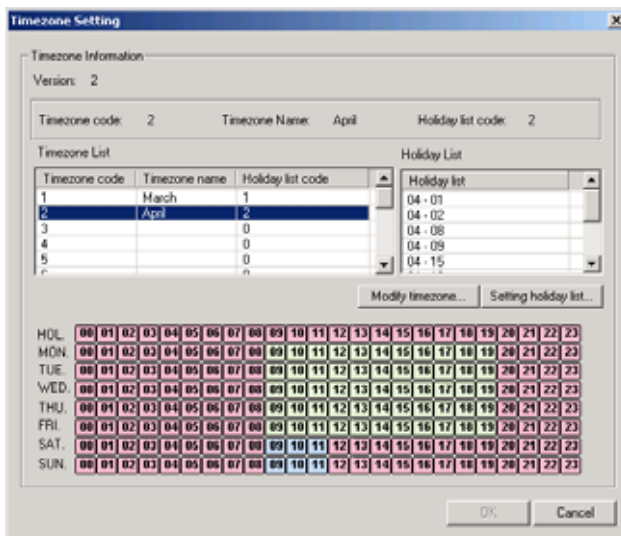 Timezone Setting
Timezone Information
Version: 2
Timezone code: 2 Timezone Name: April Holiday list code: 2
Timezone List Holiday List
Timezone code Timezone name Holiday list code Holiday list
1 March 1 04 - 01
2 April 2 04 - 02
3 0 04 - 08
4 0 04 - 09
5 0 04 - 15
Modify timezone... Setting holiday list...
HOL. 00 01 02 03 04 05 06 07 08 09 10 11 12 13 14 15 16 17 18 19 20 21 22 23
MON. 00 01 02 03 04 05 06 07 08 09 10 11 12 13 14 15 16 17 18 19 20 21 22 23
TUE. 00 01 02 03 04 05 06 07 08 09 10 11 12 13 14 15 16 17 18 19 20 21 22 23
WED. 00 01 02 03 04 05 06 07 08 09 10 11 12 13 14 15 16 17 18 19 20 21 22 23
THU. 00 01 02 03 04 05 06 07 08 09 10 11 12 13 14 15 16 17 18 19 20 21 22 23
FRI. 00 01 02 03 04 05 06 07 08 09 10 11 12 13 14 15 16 17 18 19 20 21 22 23
SAT. 00 01 02 03 04 05 06 07 08 09 10 11 12 13 14 15 16 17 18 19 20 21 22 23
SUN. 00 01 02 03 04 05 06 07 08 09 10 11 12 13 14 15 16 17 18 19 20 21 22 23
OK Cancel